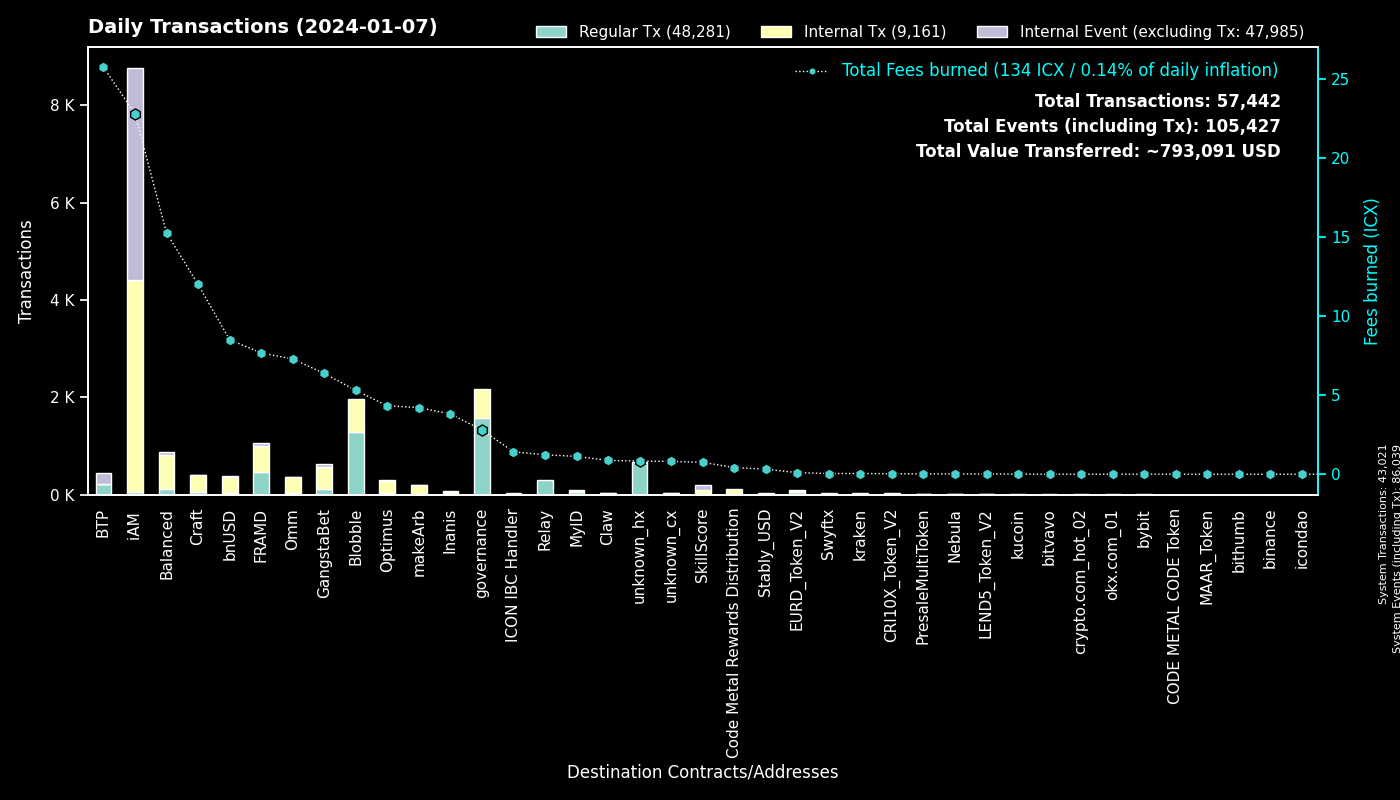 Daily Transactions (2024-01-07)
Regular Tx (48,281)
Internal Tx (9,161)
Internal Event (excluding Tx: 47,985)
Total Fees burned (134 ICX / 0.14% of daily inflation)
Total Transactions: 57,442
Total Events (including Tx): 105,427
Total Value Transferred: ~793,091 USD
Transactions
8 K
6 K
4 K
2 K
0 K
25
20
15
10
5
0
Fees burned (ICX)
BTP
iAM
Balanced
Craft
bnUSD
FRAMD
Omm
GangstaBet
Blobble
Optimus
makeArb
Inanis
governance
ICON IBC Handler
Relay
MyID
Claw
unknown_hx
unknown_cx
SkillScore
Code Metal Rewards Distribution
Stably_USD
EURD_Token_V2
Swyftx
kraken
CRI10X_Token_V2
PresaleMultiToken
Nebula
LEND5_Token_V2
kucoin
bitvavo
crypto.com_hot_02
okx.com_01
bybit
CODE METAL CODE Token
MAAR_Token
bithumb
binance
icondao
Destination Contracts/Addresses
System Transactions: 43,021
System Events (including Tx): 86,039